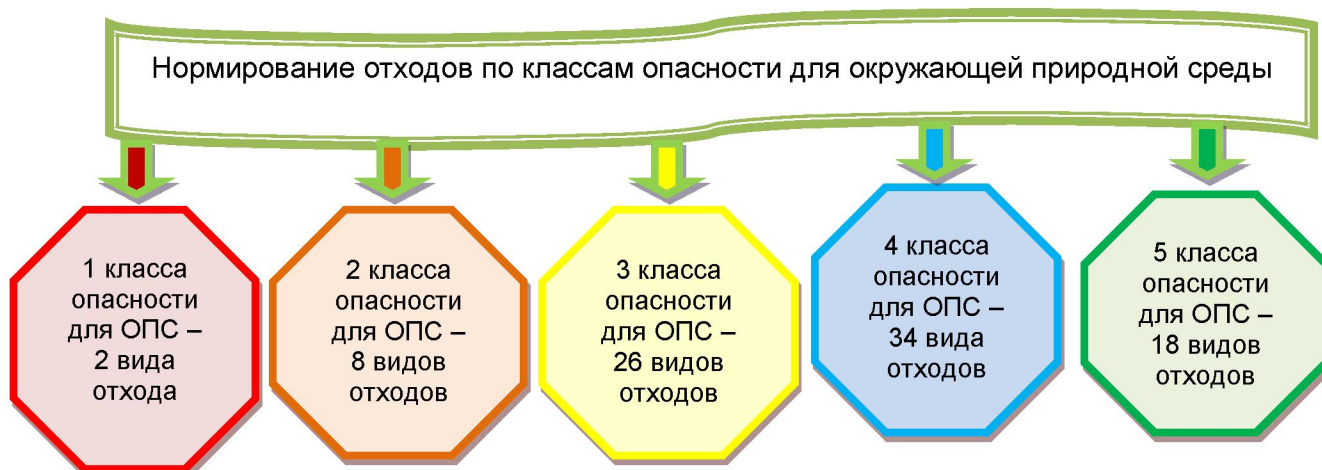 Нормирование отходов по классам опасности для окружающей природной среды
1 класса
опасности
для ОПС –
2 вида
отхода
2 класса
опасности
для ОПС –
8 видов
отходов
3 класса
опасности
для ОПС –
26 видов
отходов
4 класса
опасности
для ОПС –
34 вида
отходов
5 класса
опасности
для ОПС –
18 видов
отходов